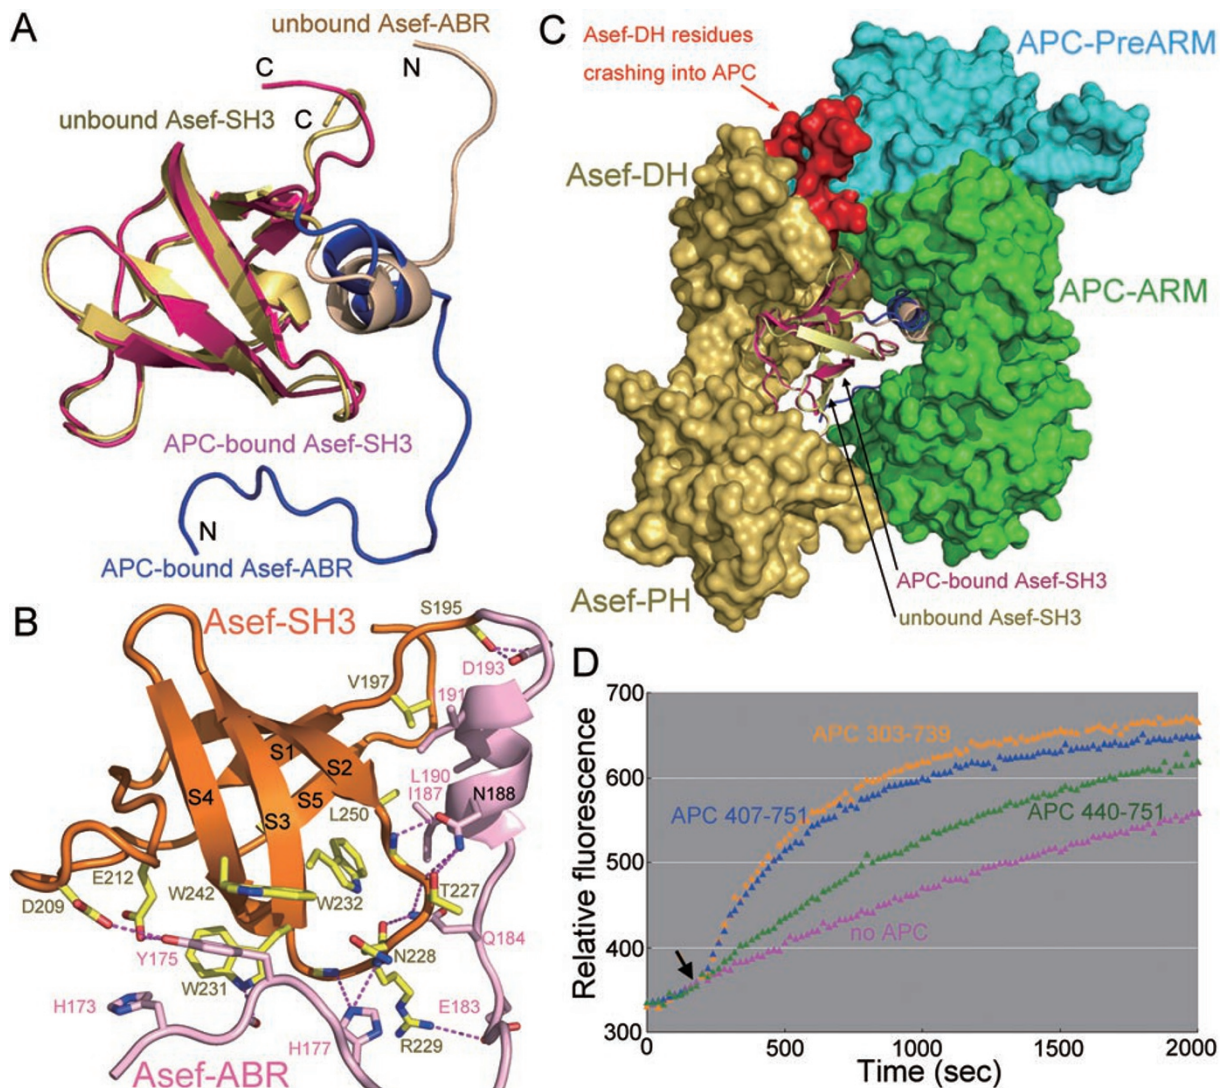 A
unbound Asef-ABR
N
C
unbound Asef-SH3
C
APC-bound Asef-SH3
N
APC-bound Asef-ABR
C
Asef-DH residues
crashing into APC
APC-PreARM
Asef-DH
APC-ARM
Asef-PH
APC-bound Asef-SH3
unbound Asef-SH3
B
Asef-SH3
S195
D193
V197
191
S1
S2
L190
I187
N188
S4
S5
S3
L250
E212
W242
W232
T227
D209
Q184
Y175
N228
W231
E183
H173
H177
R229
Asef-ABR
D
Relative fluorescence
700
600
500
400
300
APC 303-739
APC 407-751
APC 440-751
no APC
0
500
1000
1500
2000
Time (sec)